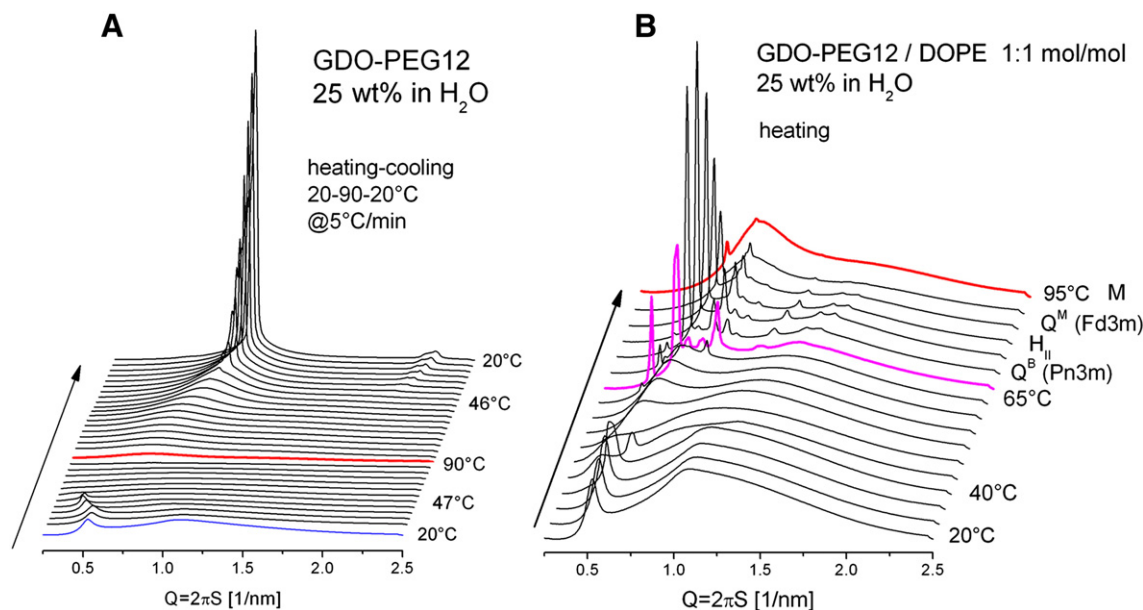 A
GDO-PEG12
25 wt% in H₂O
heating-cooling
20-90-20°C
@5°C/min
20°C
46°C
90°C
47°C
20°C
0.5 1.0 1.5 2.0 2.5
Q=2πS [1/nm]
B
GDO-PEG12 / DOPE 1:1 mol/mol
25 wt% in H₂O
heating
95°C M
Qᴹ (Fd3m)
H_II
Qᴮ (Pn3m)
65°C
40°C
20°C
0.5 1.0 1.5 2.0 2.5
Q=2πS [1/nm]